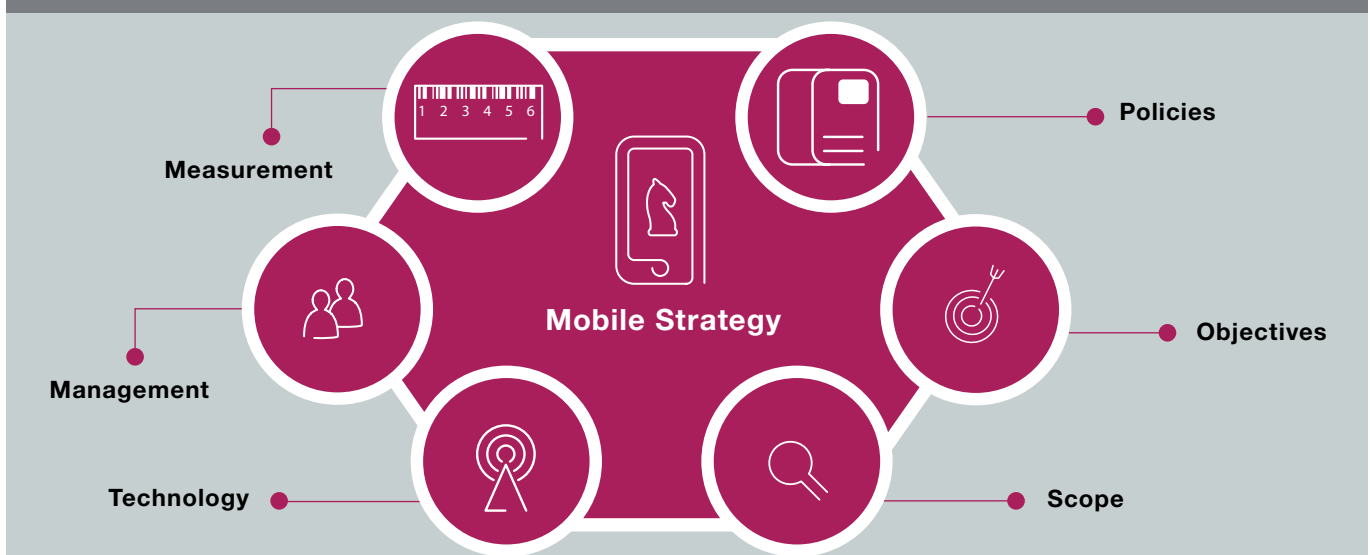 1 2 3 4 5 6
Policies
Measurement
Mobile Strategy
Objectives
Management
Technology
Scope